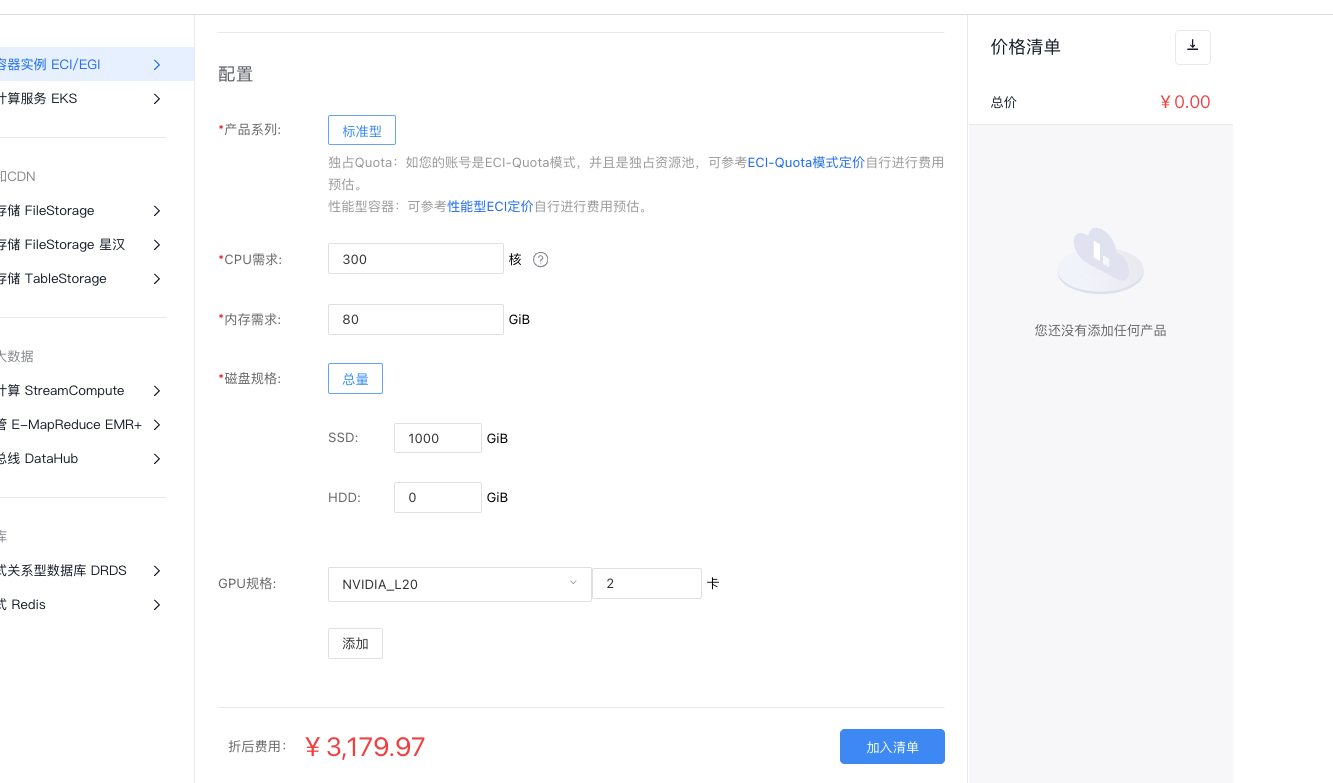 容器实例 ECI/EGI
计算服务 EKS
和CDN
存储 FileStorage
存储 FileStorage 星汉
存储 TableStorage
大数据
计算 StreamCompute
管 E-MapReduce EMR+
总线 DataHub
库
式关系型数据库 DRDS
式 Redis
配置
*产品系列:
标准型
独占Quota：如您的账号是ECI-Quota模式，并且是独占资源池，可参考ECI-Quota模式定价自行进行费用
预估。
性能型容器：可参考性能型ECI定价自行进行费用预估。
*CPU需求:
300
核
?
*内存需求:
80
GiB
*磁盘规格:
总量
SSD:
1000
GiB
HDD:
0
GiB
GPU规格:
NVIDIA_L20
2
卡
添加
折后费用：
¥ 3,179.97
加入清单
价格清单
总价
¥ 0.00
您还没有添加任何产品